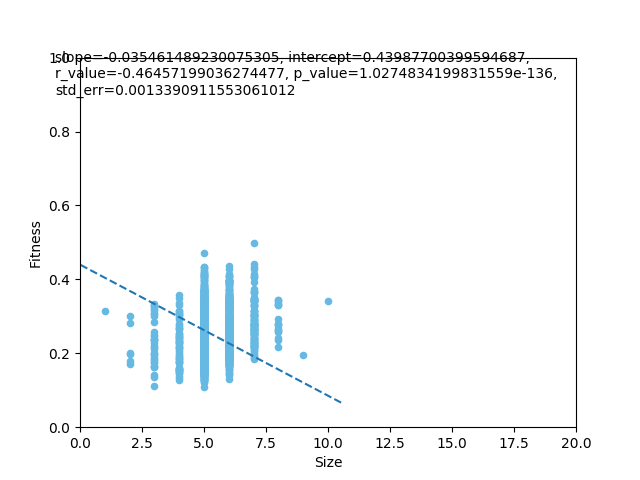 slope=-0.035461489230075305, intercept=0.43987700399594687,
r_value=-0.46457199036274477, p_value=1.0274834199831559e-136,
std_err=0.0013390911553061012
1.0
0.8
0.6
0.4
0.2
0.0
Fitness
0.0 2.5 5.0 7.5 10.0 12.5 15.0 17.5 20.0
Size